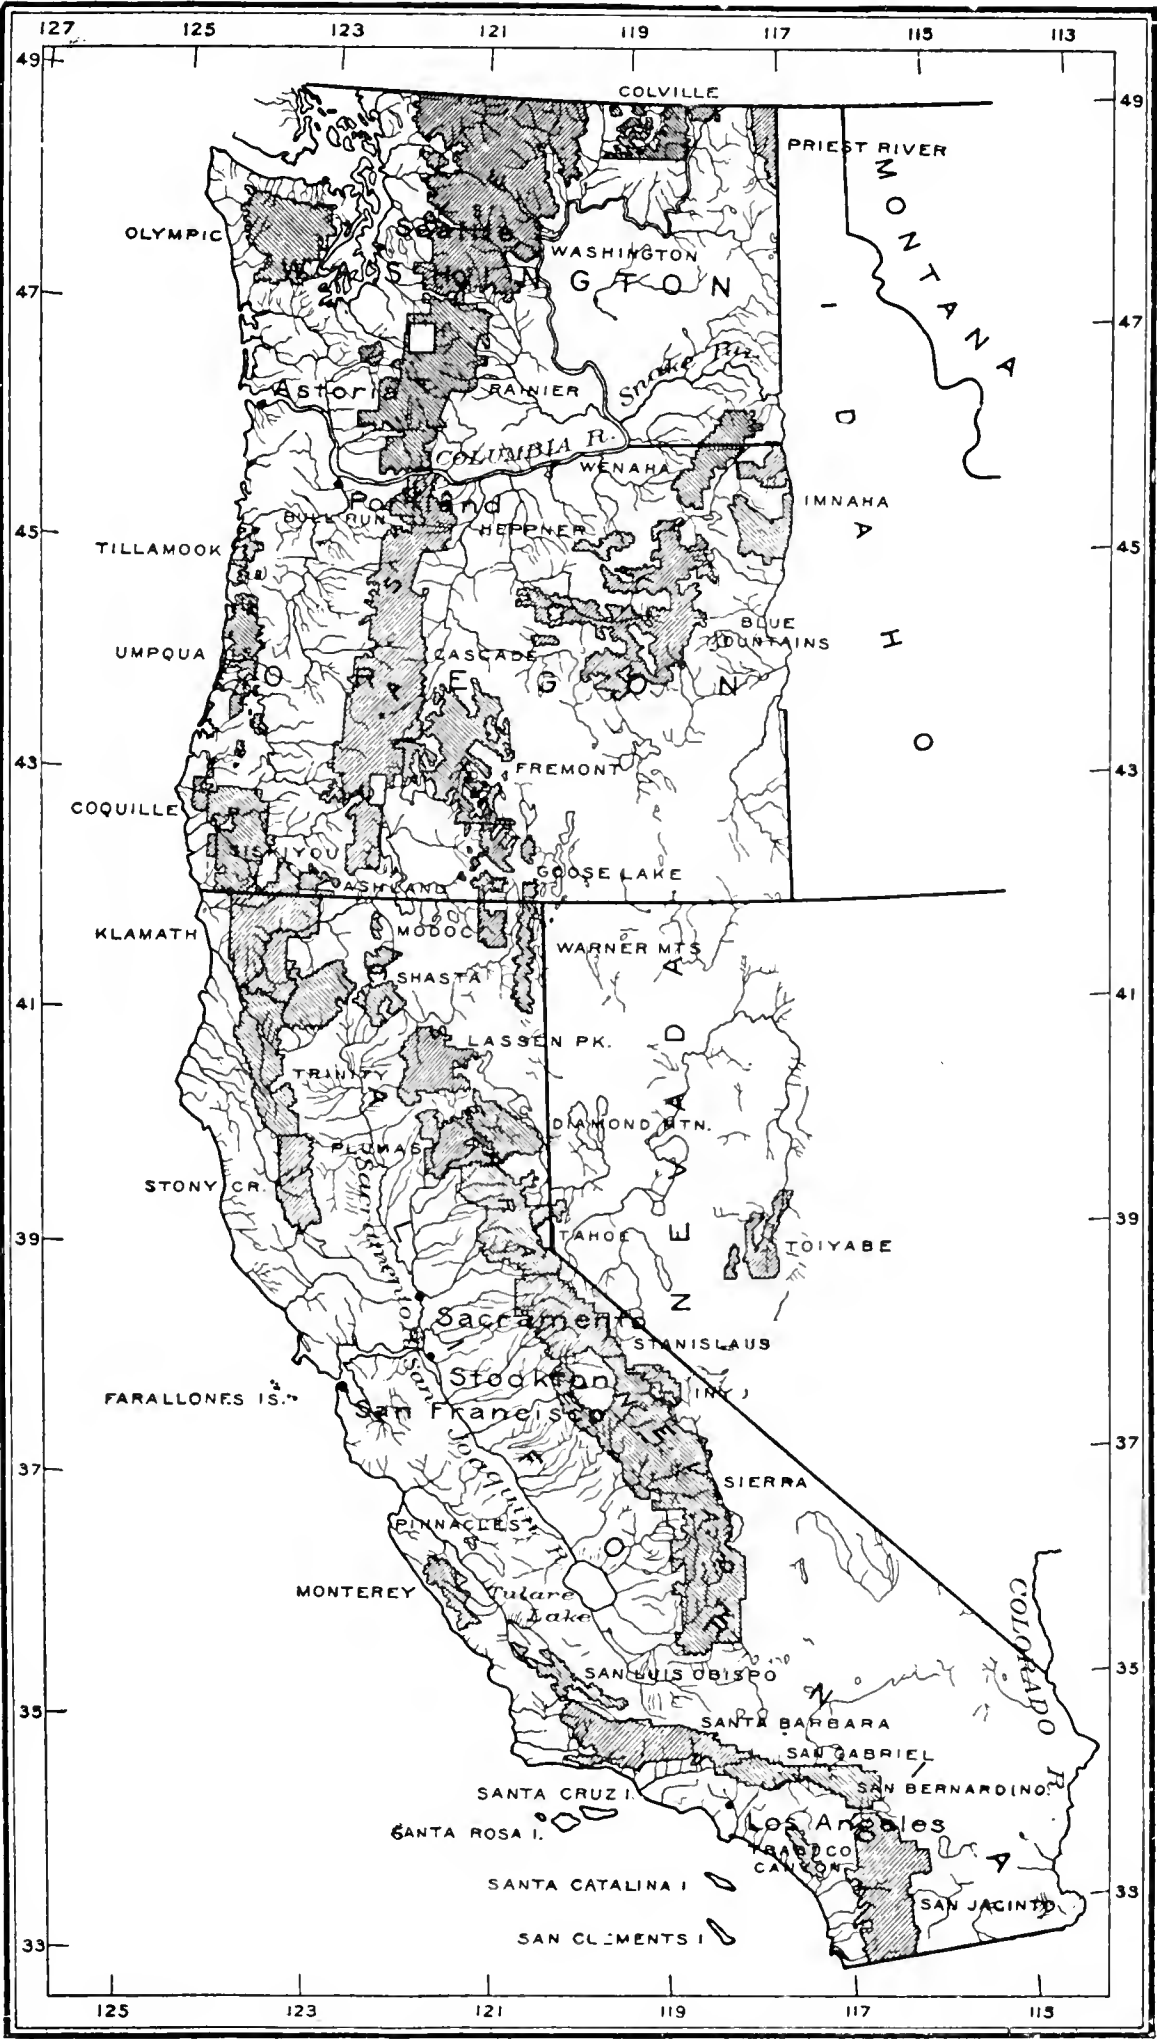 127 125 123 121 119 117 115 113
49
COLVILLE
49
PRIEST RIVER
MONTANA
OLYMPIC
Seattle
WASHINGTON
WASHINGTON
47
47
IDAHO
Snake Riv.
Astoria
RAINIER
COLUMBIA R.
WENAHA
IMNAHA
Portland
BULL RUN
HEPPNER
45
TILLAMOOK
45
BLUE
MOUNTAINS
UMPQUA
CASCADE
OREGON
43
FREMONT
43
COQUILLE
SISKIYOU
GOOSE LAKE
ASHLAND
KLAMATH
MODOC
WARNER MTS
SHASTA
NEVADA
41
41
LASSEN PK.
TRINITY
DIAMOND MTN.
PLUMAS
STONY CR.
Sacramento R.
39
TAHOE
39
TOIYABE
Sacramento
STANISLAUS
Stockton
INYO
FARALLONES IS.
San Francisco
San Joaquin R.
37
37
SIERRA
PINNACLES
CALIFORNIA
MONTEREY
Tulare
Lake
COLORADO R.
SAN LUIS OBISPO
35
35
SANTA BARBARA
SAN GABRIEL
SAN BERNARDINO
SANTA CRUZ I.
Los Angeles
SANTA ROSA I.
TRABUCO
CANYON
SANTA CATALINA I
33
SAN JACINTO
SAN CLEMENTS I
33
125 123 121 119 117 115